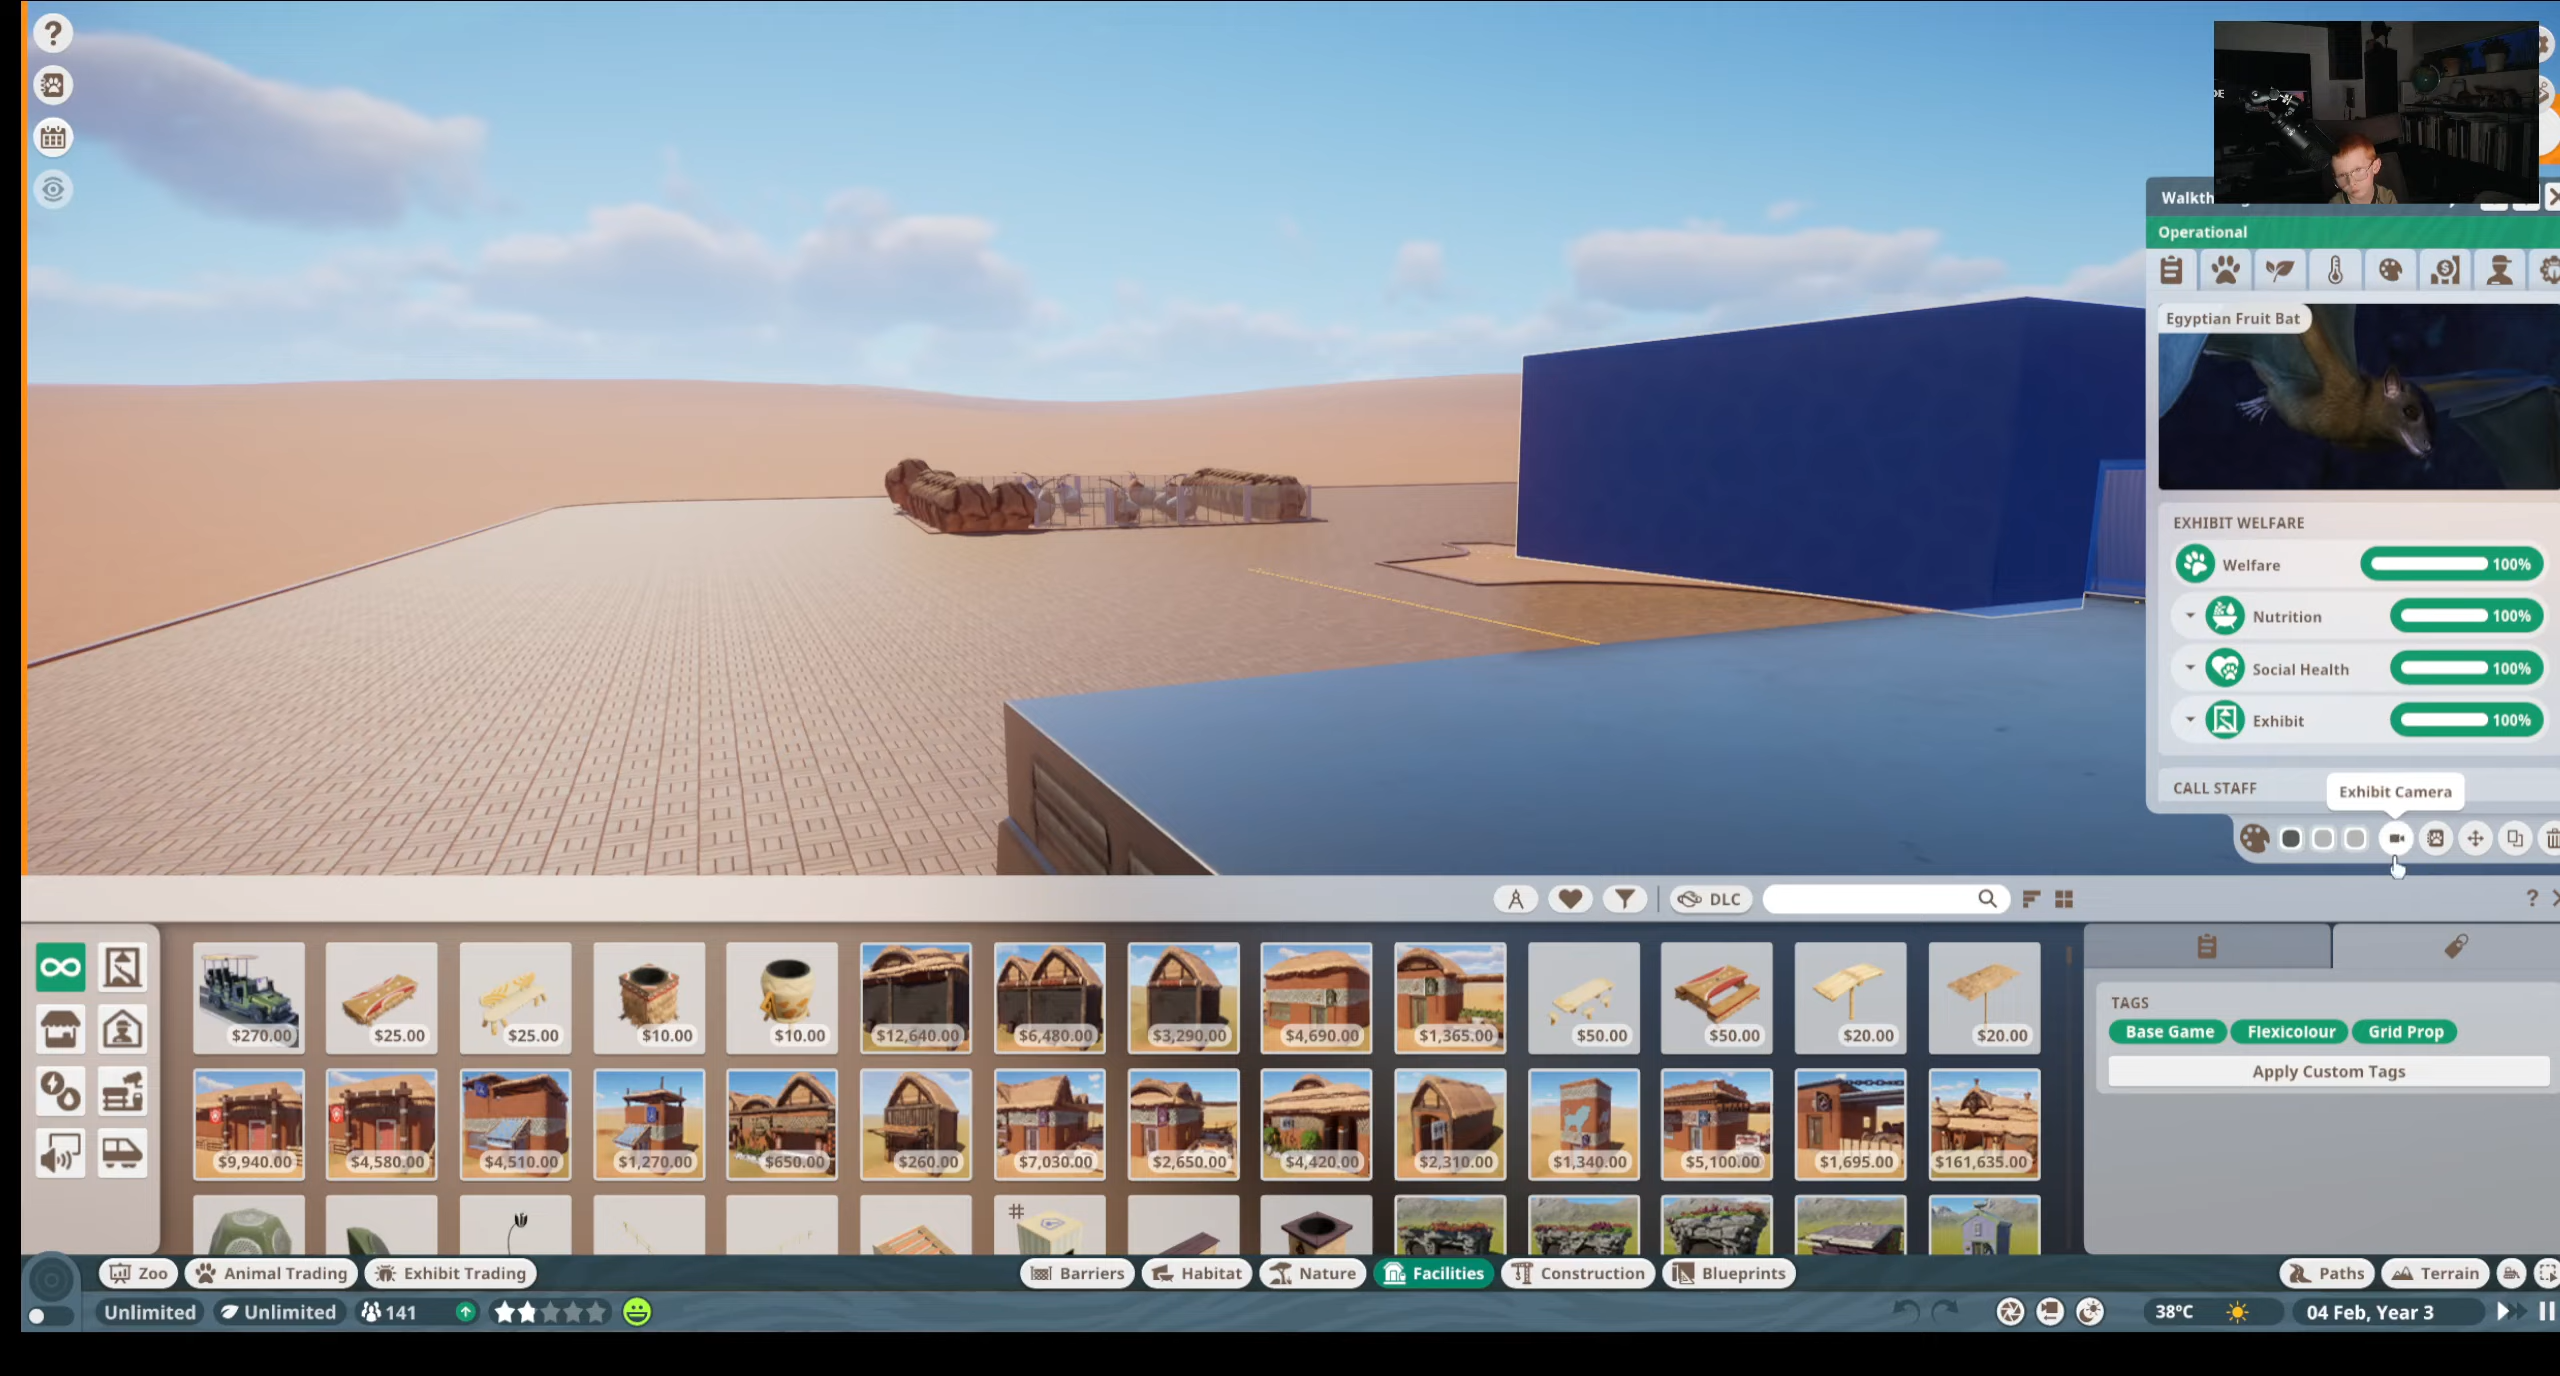 DE
Walkth
Operational
Egyptian Fruit Bat
EXHIBIT WELFARE
Welfare 100%
Nutrition 100%
Social Health 100%
Exhibit 100%
CALL STAFF
Exhibit Camera
DLC
?
$270.00 $25.00 $25.00 $10.00 $10.00 $12,640.00 $6,480.00 $3,290.00 $4,690.00 $1,365.00 $50.00 $50.00 $20.00 $20.00
$9,940.00 $4,580.00 $4,510.00 $1,270.00 $650.00 $260.00 $7,030.00 $2,650.00 $4,420.00 $2,310.00 $1,340.00 $5,100.00 $1,695.00 $161,635.00
#
TAGS
Base Game Flexicolour Grid Prop
Apply Custom Tags
Zoo Animal Trading Exhibit Trading Barriers Habitat Nature Facilities Construction Blueprints Paths Terrain
Unlimited Unlimited 141 38°C 04 Feb, Year 3